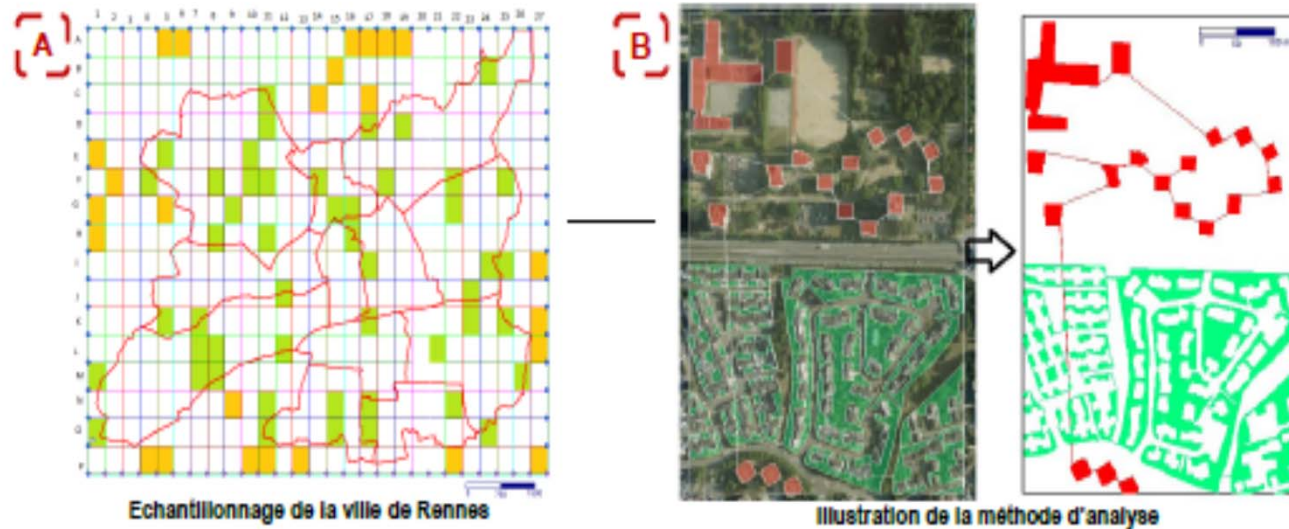 1 2 3 4 5 6 7 8 9 10 11 12 13 14 15 16 17 18 19 20 21 22 23 24 25 26 27
A
B
A
C
E
F
G
I
J
K
L
M
N
P
Echantillonnage de la ville de Rennes
Illustration de la méthode d'analyse